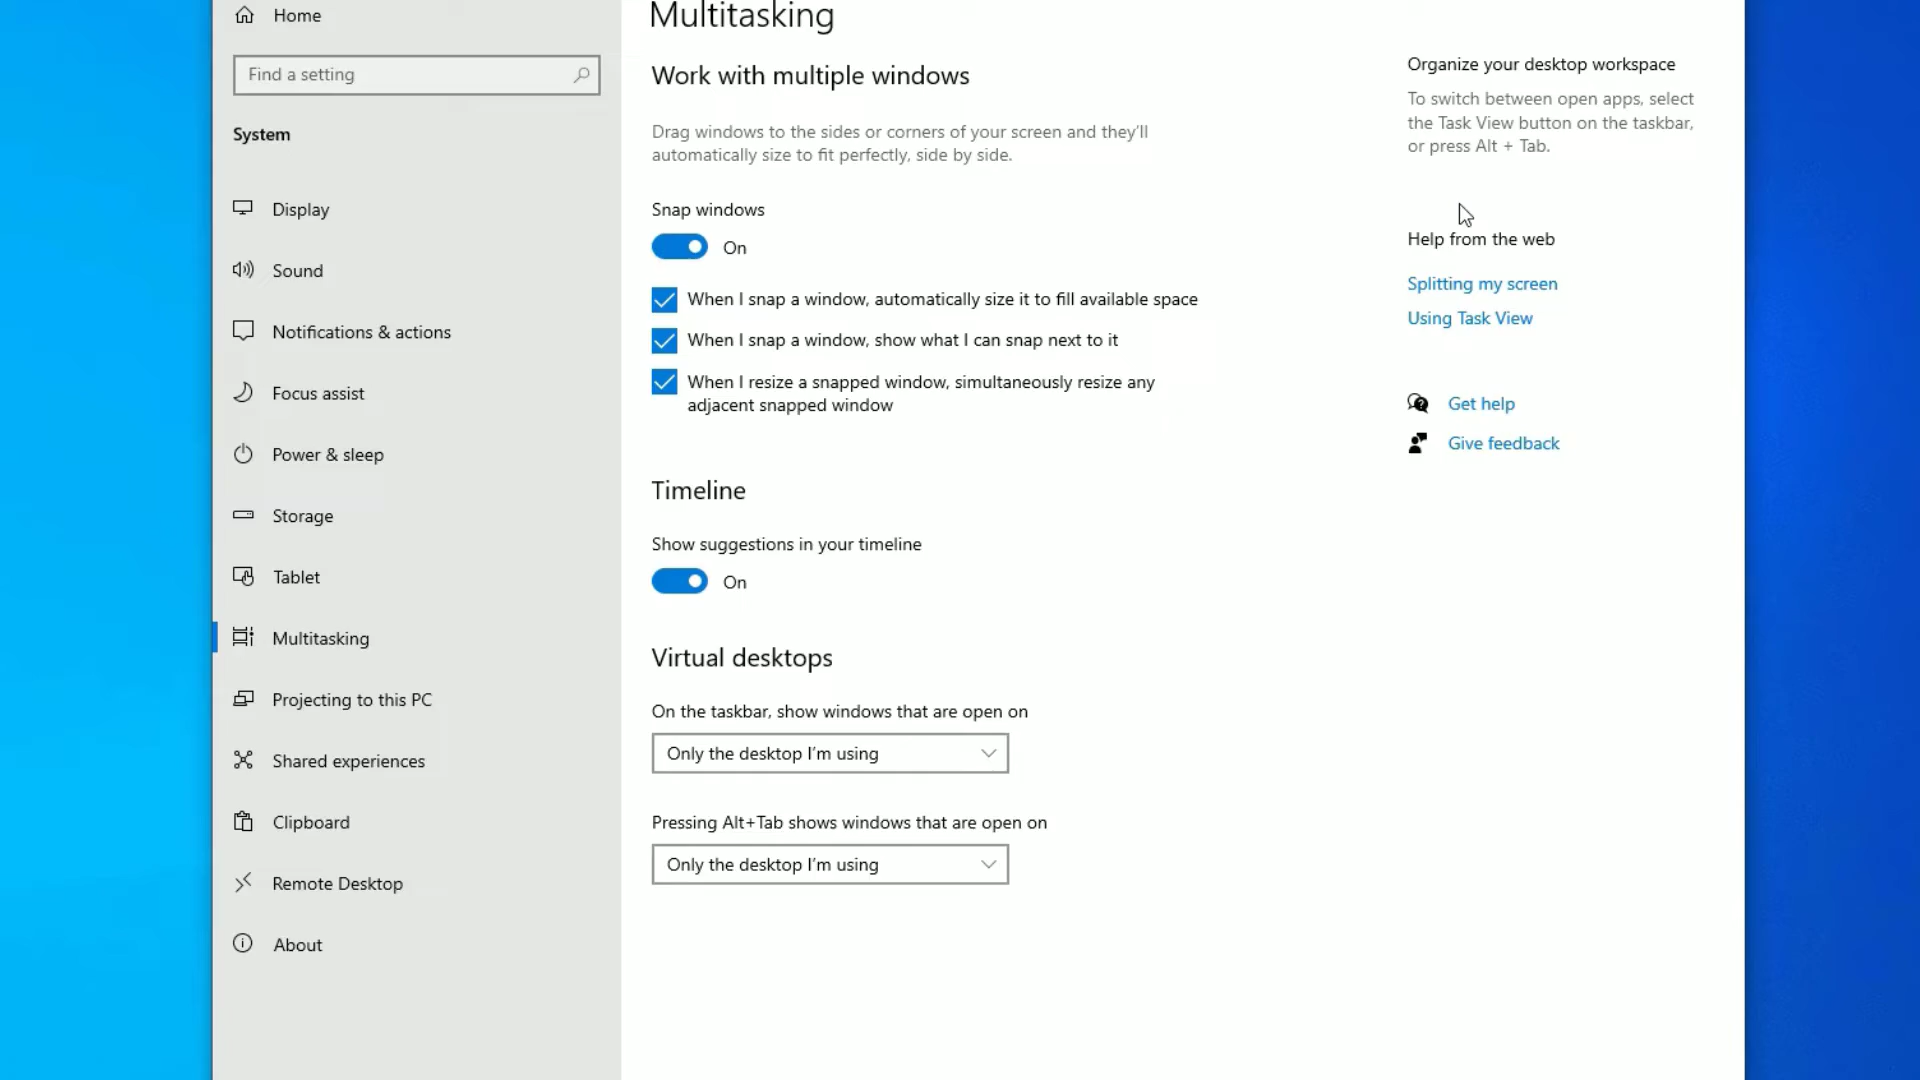 Home
Find a setting
System
Display
Sound
Notifications & actions
Focus assist
Power & sleep
Storage
Tablet
Multitasking
Projecting to this PC
Shared experiences
Clipboard
Remote Desktop
About
Multitasking
Work with multiple windows
Drag windows to the sides or corners of your screen and they'll
automatically size to fit perfectly, side by side.
Snap windows
On
When I snap a window, automatically size it to fill available space
When I snap a window, show what I can snap next to it
When I resize a snapped window, simultaneously resize any
adjacent snapped window
Timeline
Show suggestions in your timeline
On
Virtual desktops
On the taskbar, show windows that are open on
Only the desktop I'm using
Pressing Alt+Tab shows windows that are open on
Only the desktop I'm using
Organize your desktop workspace
To switch between open apps, select
the Task View button on the taskbar,
or press Alt + Tab.
Help from the web
Splitting my screen
Using Task View
Get help
Give feedback